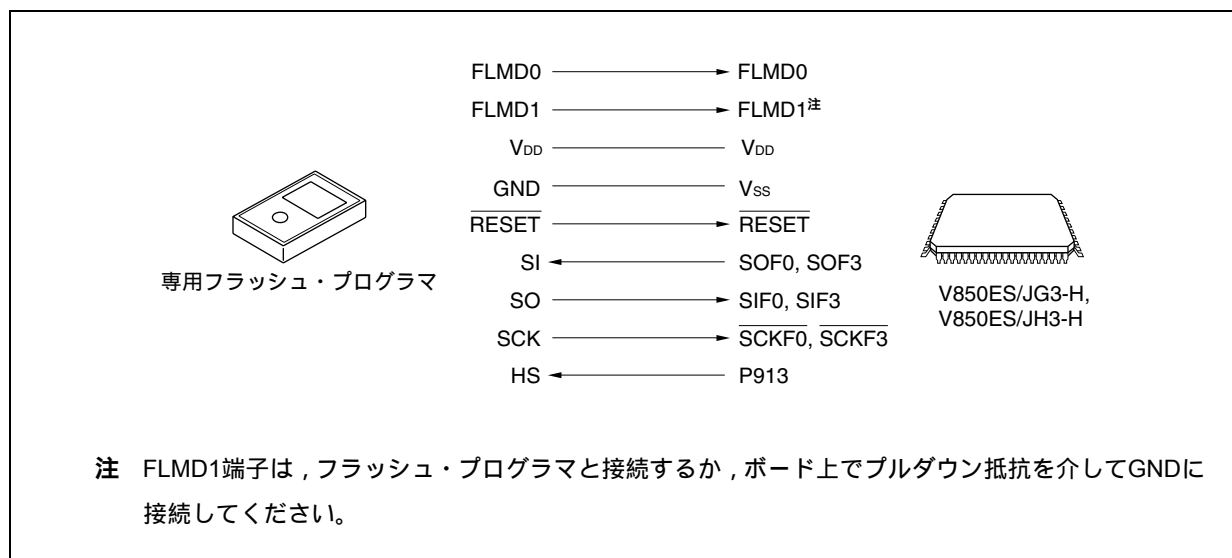 FLMD0 FLMD0
FLMD1 FLMD1注
VDD VDD
GND VSS
RESET RESET
SI SOF0, SOF3
SO SIF0, SIF3
SCK SCKF0, SCKF3
HS P913
専用フラッシュ・プログラマ
V850ES/JG3-H,
V850ES/JH3-H
注 FLMD1端子は，フラッシュ・プログラマと接続するか，ボード上でプルダウン抵抗を介してGNDに
接続してください。